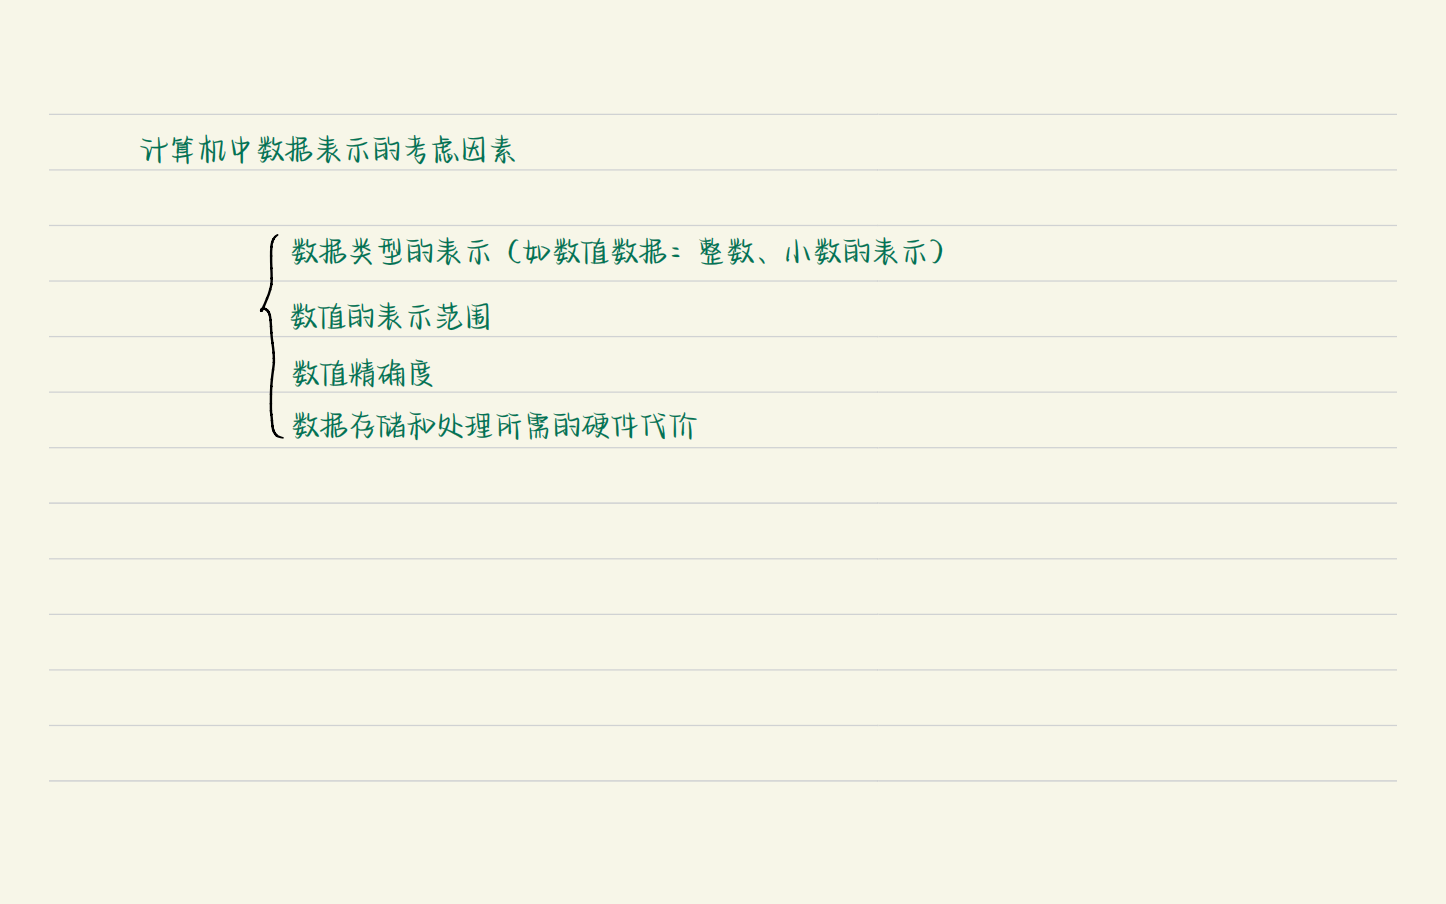 计算机中数据表示的考虑因素
数据类型的表示（如数值数据：整数、小数的表示）
数值的表示范围
数值精确度
数据存储和处理所需的硬件代价